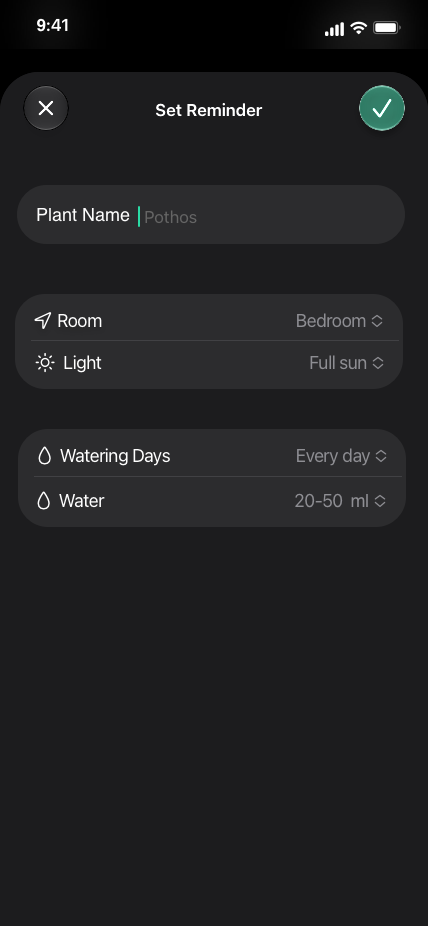 9:41
Set Reminder
Plant Name Pothos
Room Bedroom
Light Full sun
Watering Days Every day
Water 20-50 ml